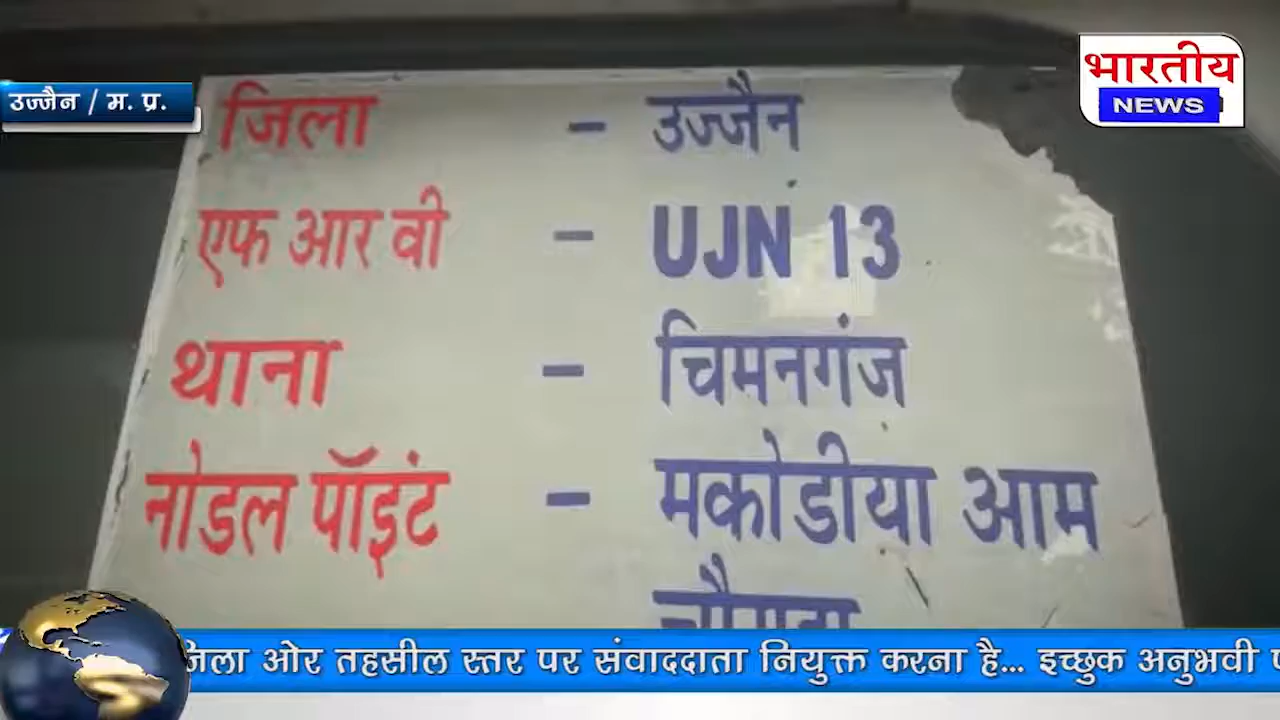 भारतीय
NEWS
उज्जैन / म. प्र.
जिला - उज्जैन
एफ आर वी - UJN 13
थाना - चिमनगंज
नोडल पॉइंट - मकोडीया आम
जिला ओर तहसील स्तर पर संवाददाता नियुक्त करना है... इच्छुक अनुभवी